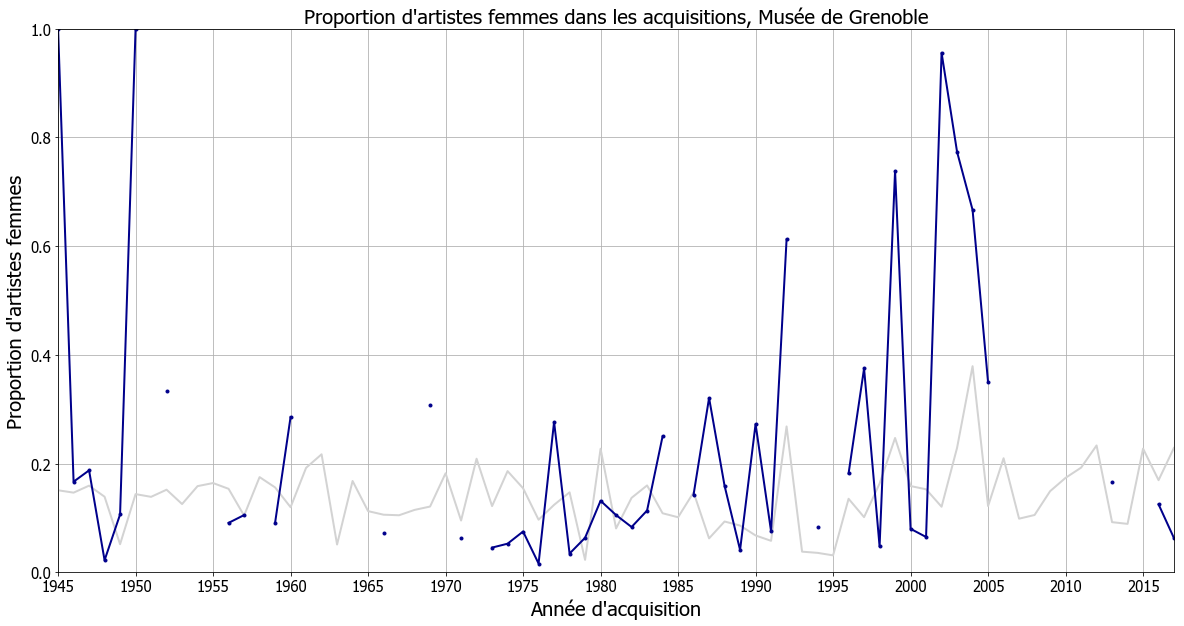 Proportion d'artistes femmes dans les acquisitions, Musée de Grenoble
Proportion d'artistes femmes
1.0
0.8
0.6
0.4
0.2
0.0
1945 1950 1955 1960 1965 1970 1975 1980 1985 1990 1995 2000 2005 2010 2015
Année d'acquisition